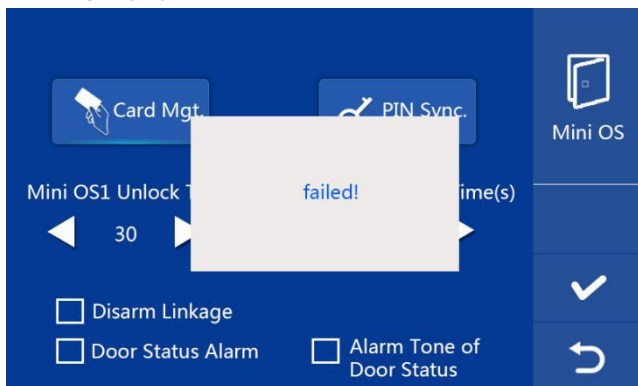 Card Mgt.
PIN Sync.
Mini OS
Mini OS1 Unlock
failed!
ime(s)
30
Disarm Linkage
Door Status Alarm
Alarm Tone of
Door Status